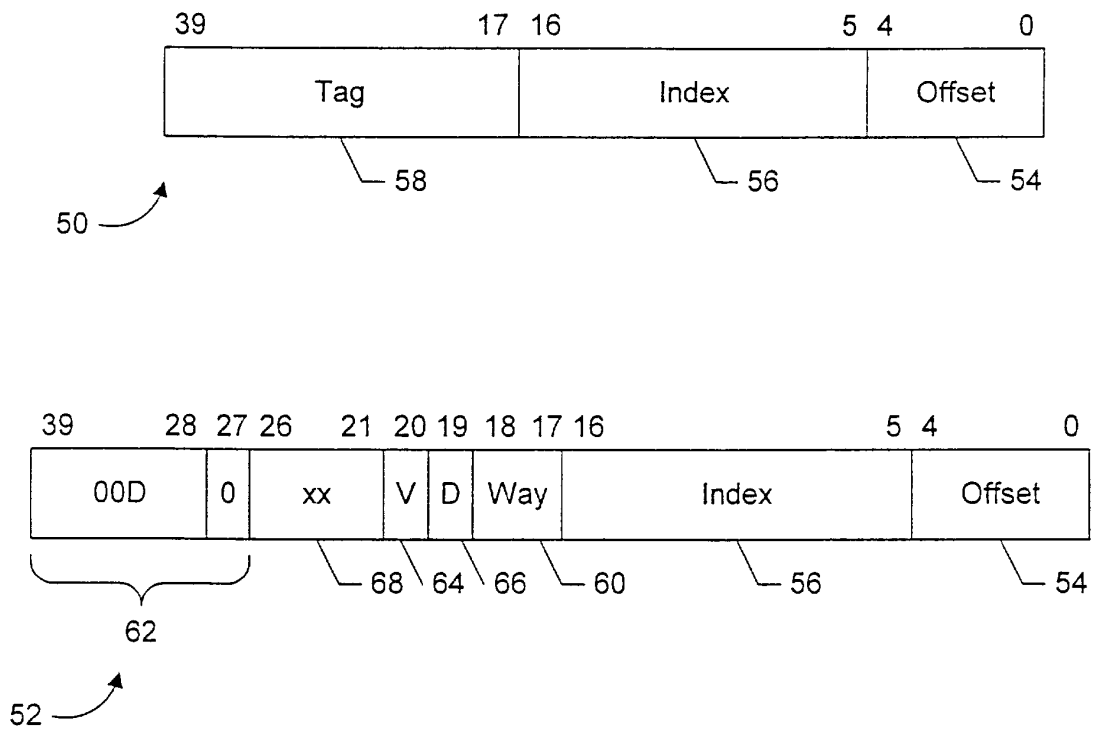 39 17 16 5 4 0
Tag Index Offset
58 56 54
50
39 28 27 26 21 20 19 18 17 16 5 4 0
00D 0 xx V D Way Index Offset
68 64 66 60 56 54
62
52